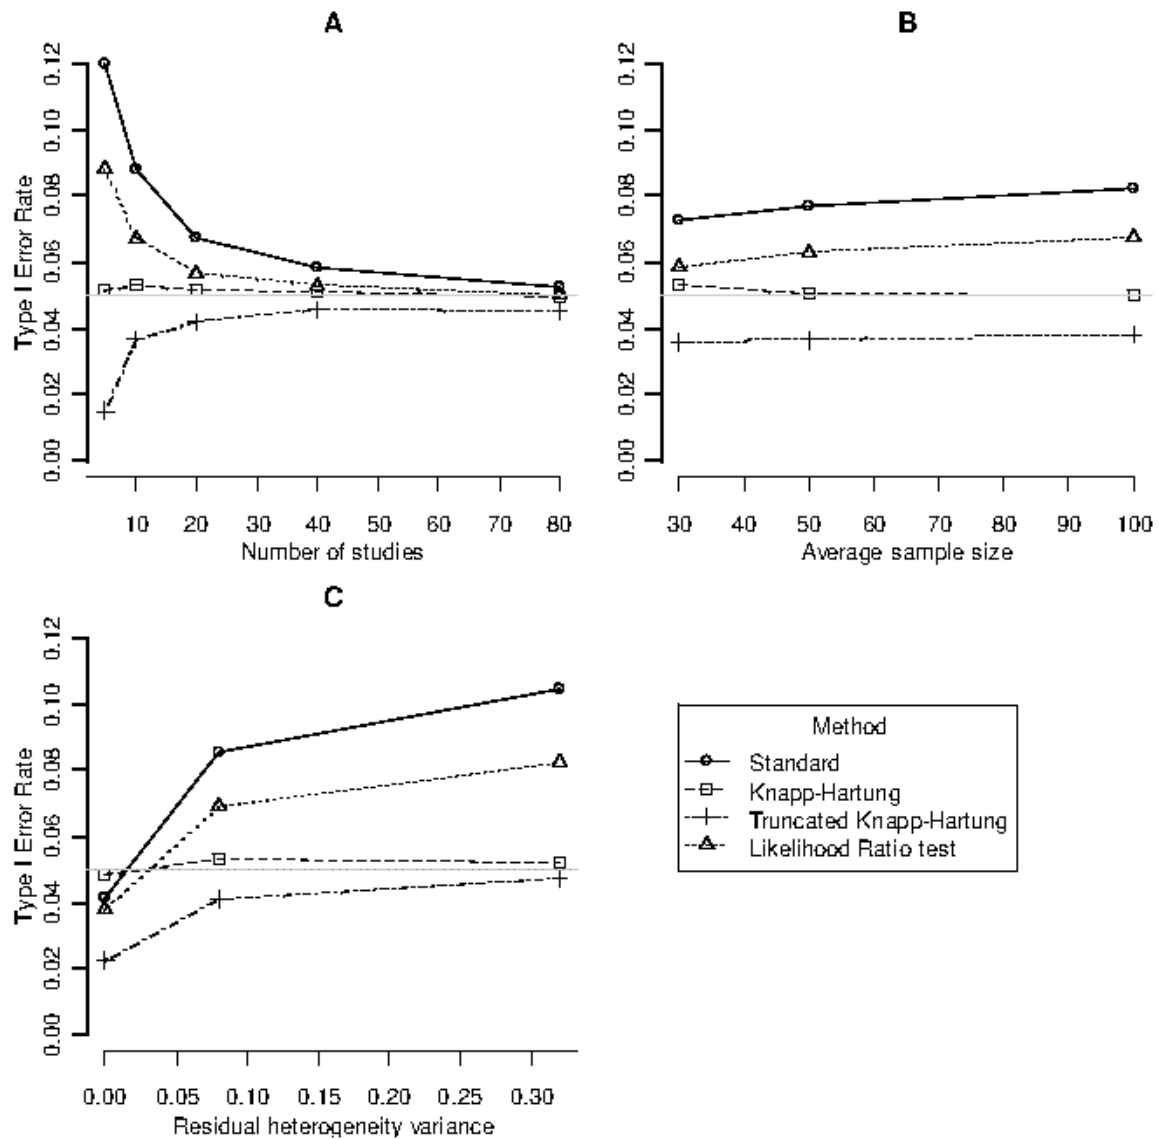 A
Type I Error Rate
0.00 0.02 0.04 0.06 0.08 0.10 0.12
10 20 30 40 50 60 70 80
Number of studies
B
0.00 0.02 0.04 0.06 0.08 0.10 0.12
30 40 50 60 70 80 90 100
Average sample size
C
Type I Error Rate
0.00 0.02 0.04 0.06 0.08 0.10 0.12
0.00 0.05 0.10 0.15 0.20 0.25 0.30
Residual heterogeneity variance
Method
Standard
Knapp-Hartung
Truncated Knapp-Hartung
Likelihood Ratio test